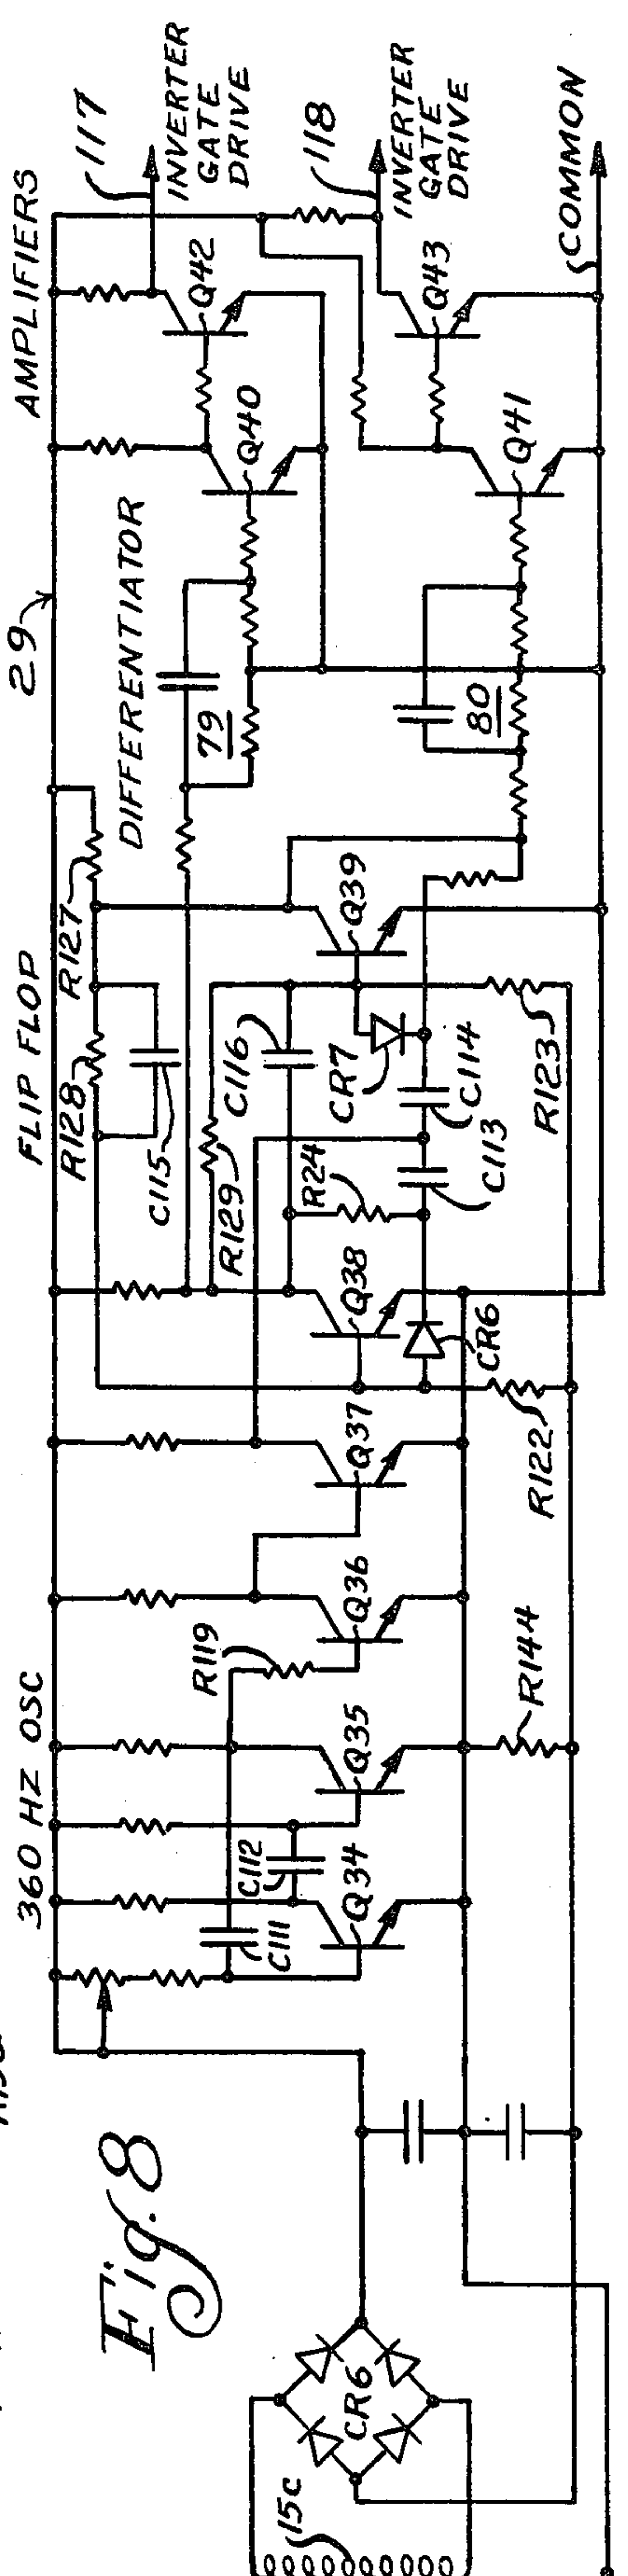 29
AMPLIFIERS
117
INVERTER
GATE
DRIVE
118
INVERTER
GATE
DRIVE
COMMON
Q42
Q40
Q43
Q41
DIFFERENTIATOR
79
80
FLIP FLOP
R127
R128
C115
R129
C116
Q39
CR7
C114
C113
R24
R123
Q38
CR6
R122
Q37
Q36
R119
360 HZ OSC
Q35
R144
C112
Q34
C111
Fig. 8
CR6
15c